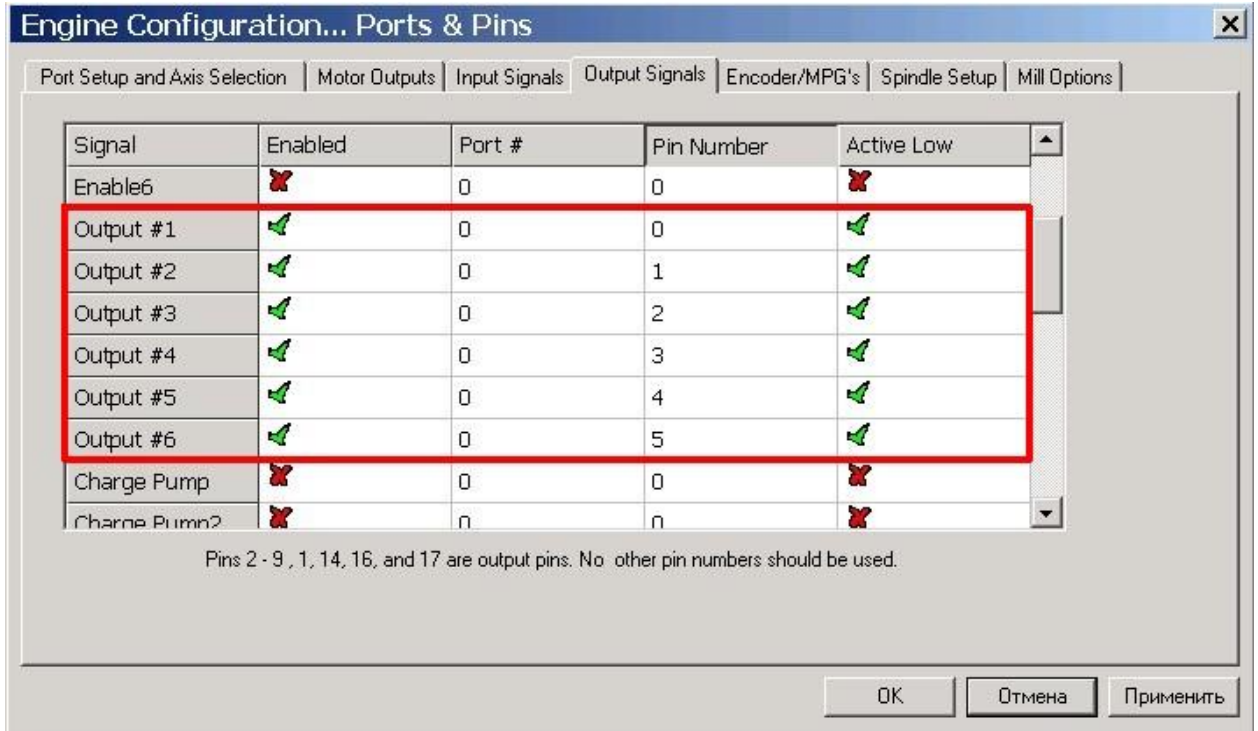 Engine Configuration... Ports & Pins
Port Setup and Axis Selection Motor Outputs Input Signals Output Signals Encoder/MPG's Spindle Setup Mill Options
Signal Enabled Port # Pin Number Active Low
Enable6 0 0
Output #1 0 0
Output #2 0 1
Output #3 0 2
Output #4 0 3
Output #5 0 4
Output #6 0 5
Charge Pump 0 0
Charge Pump2 0 0
Pins 2 - 9 , 1, 14, 16, and 17 are output pins. No other pin numbers should be used.
OK Отмена Применить